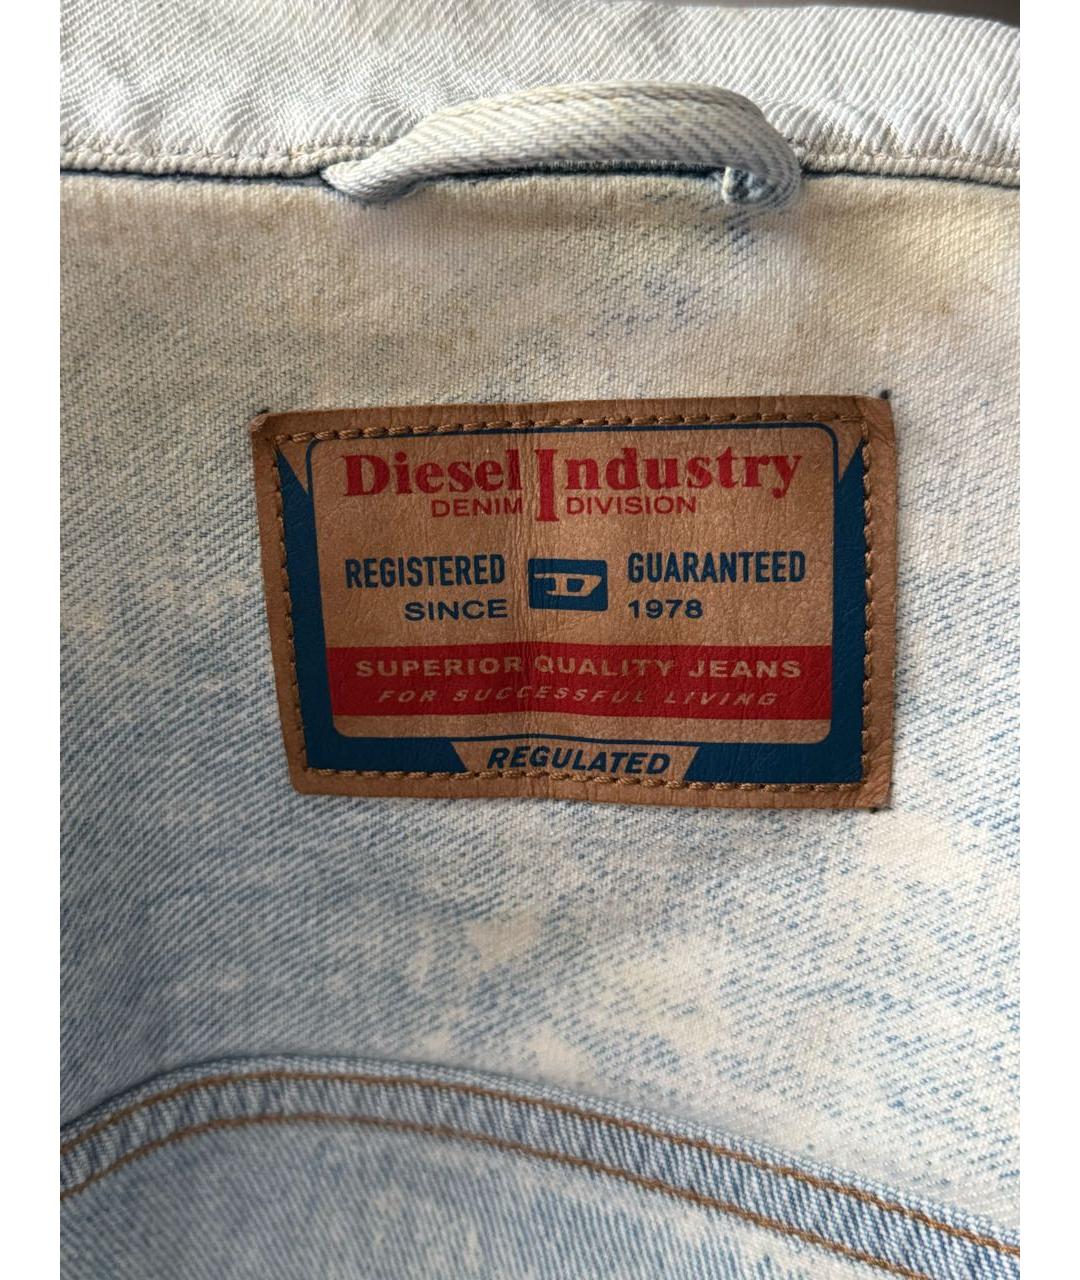 Diesel Industry
DENIM DIVISION
REGISTERED D GUARANTEED
SINCE 1978
SUPERIOR QUALITY JEANS
FOR SUCCESSFUL LIVING
REGULATED